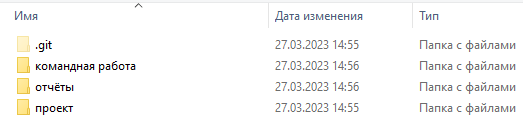 Имя Дата изменения Тип
.git 27.03.2023 14:55 Папка с файлами
командная работа 27.03.2023 14:56 Папка с файлами
отчёты 27.03.2023 14:56 Папка с файлами
проект 27.03.2023 14:55 Папка с файлами